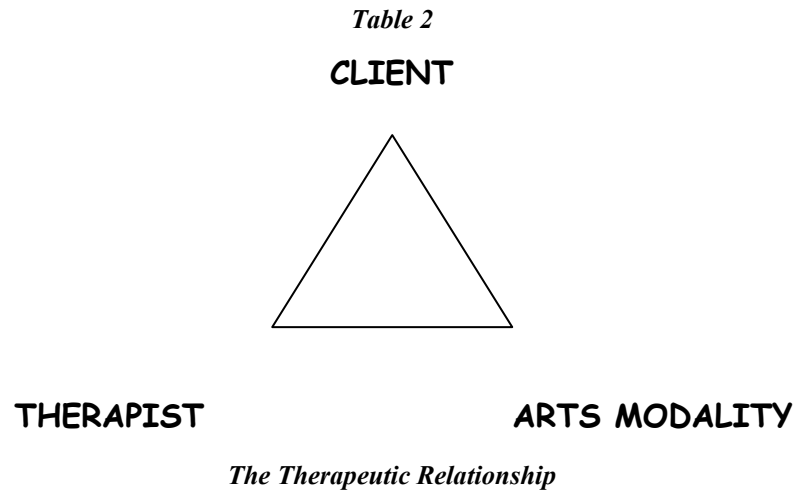 Table 2
CLIENT
THERAPIST ARTS MODALITY
The Therapeutic Relationship